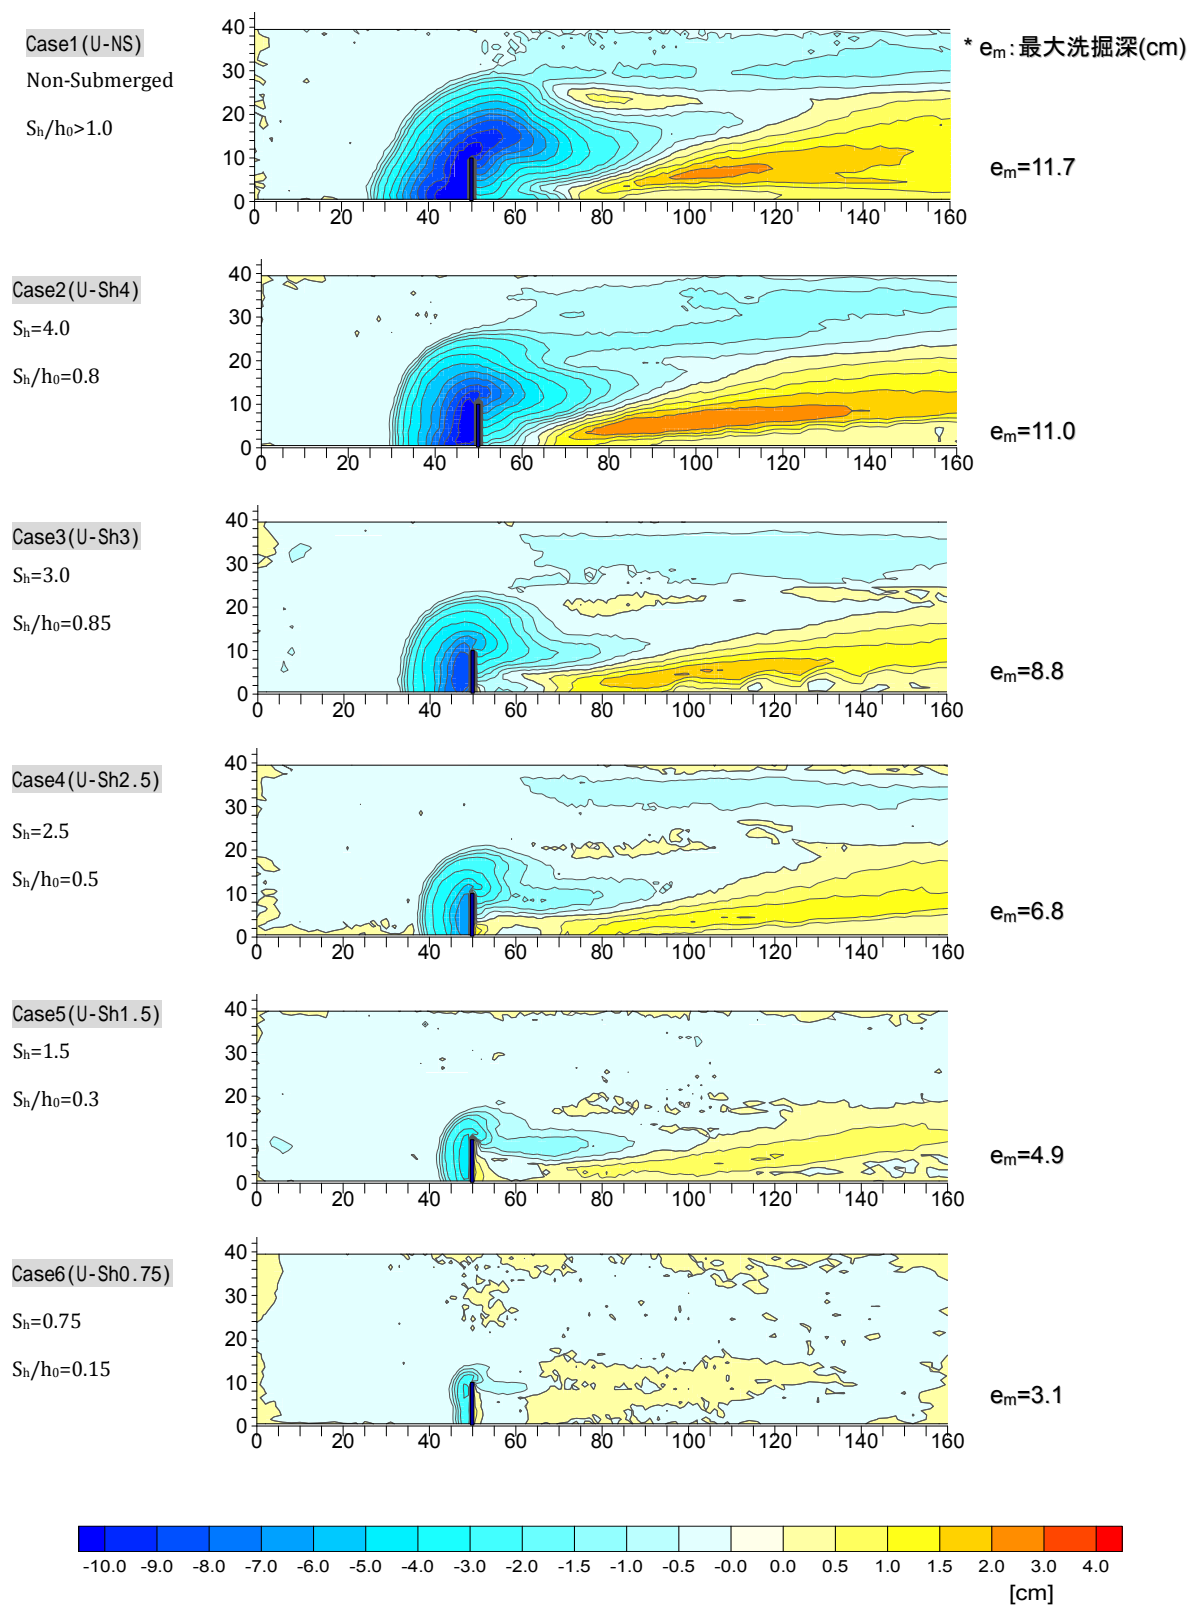 Case1(U-NS)
Non-Submerged
Sh/h0>1.0
* em:最大洗掘深(cm)
em=11.7
40
30
20
10
0
0 20 40 60 80 100 120 140 160
Case2(U-Sh4)
Sh=4.0
Sh/h0=0.8
em=11.0
40
30
20
10
0
0 20 40 60 80 100 120 140 160
Case3(U-Sh3)
Sh=3.0
Sh/h0=0.85
em=8.8
40
30
20
10
0
0 20 40 60 80 100 120 140 160
Case4(U-Sh2.5)
Sh=2.5
Sh/h0=0.5
em=6.8
40
30
20
10
0
0 20 40 60 80 100 120 140 160
Case5(U-Sh1.5)
Sh=1.5
Sh/h0=0.3
em=4.9
40
30
20
10
0
0 20 40 60 80 100 120 140 160
Case6(U-Sh0.75)
Sh=0.75
Sh/h0=0.15
em=3.1
40
30
20
10
0
0 20 40 60 80 100 120 140 160
-10.0 -9.0 -8.0 -7.0 -6.0 -5.0 -4.0 -3.0 -2.0 -1.5 -1.0 -0.5 -0.0 0.0 0.5 1.0 1.5 2.0 3.0 4.0
[cm]